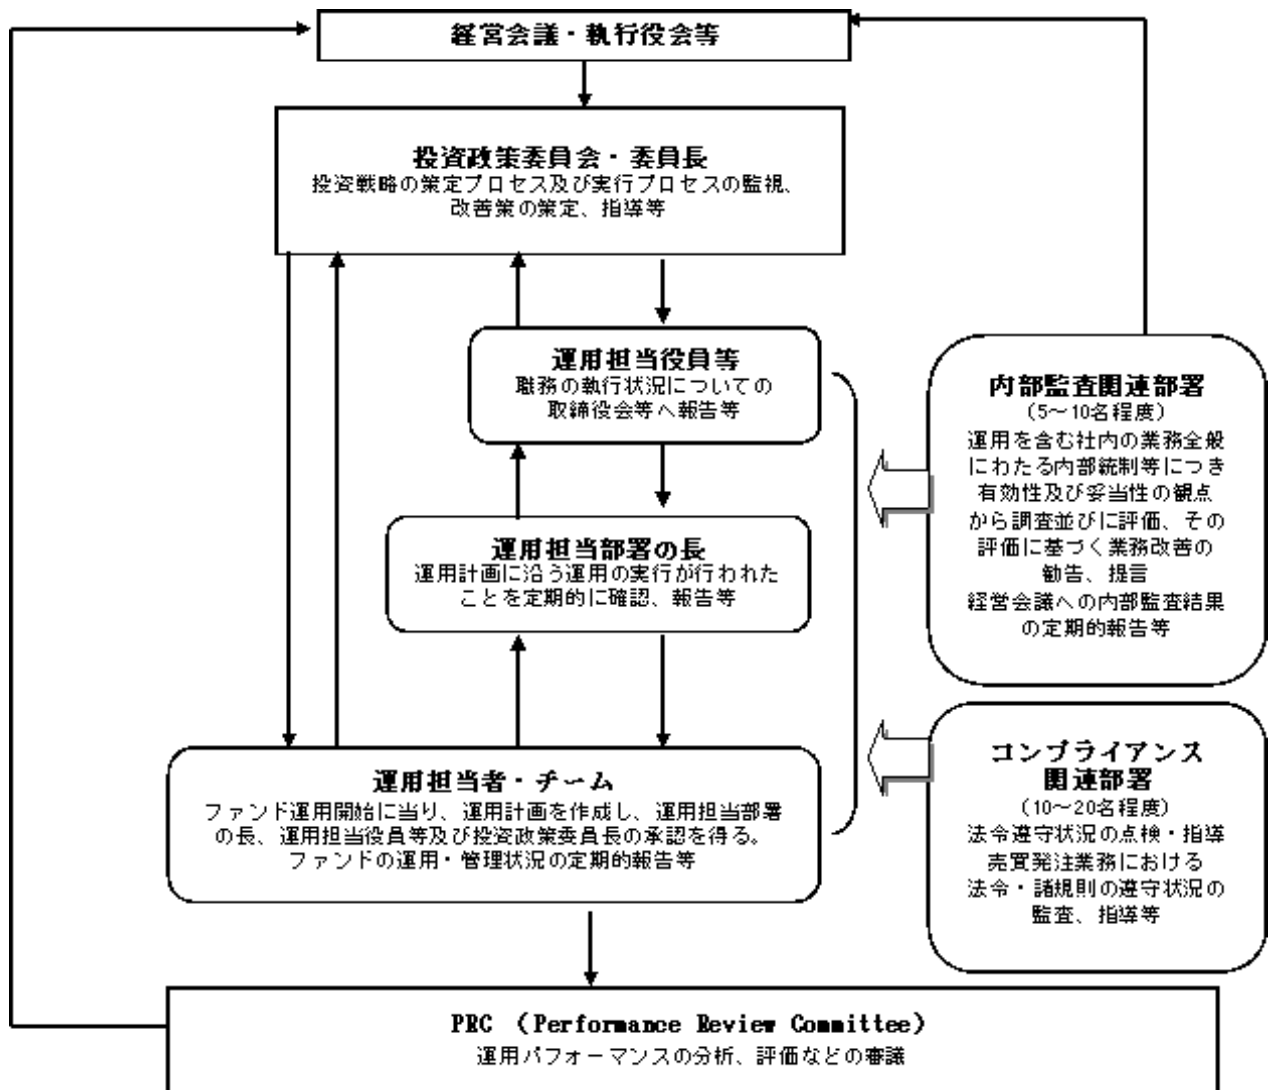 経営会議・執行役会等
投資政策委員会・委員長
投資戦略の策定プロセス及び実行プロセスの監視、
改善策の策定、指導等
運用担当役員等
職務の執行状況についての
取締役会等へ報告等
運用担当部署の長
運用計画に沿う運用の実行が行われた
ことを定期的に確認、報告等
運用担当者・チーム
ファンド運用開始に当り、運用計画を作成し、運用担当部署
の長、運用担当役員等及び投資政策委員長の承認を得る。
ファンドの運用・管理状況の定期的報告等
内部監査関連部署
（5～10名程度）
運用を含む社内の業務全般
にわたる内部統制等につき
有効性及び妥当性の観点
から調査並びに評価、その
評価に基づく業務改善の
勧告、提言
経営会議への内部監査結果
の定期的報告等
コンプライアンス
関連部署
（10～20名程度）
法令遵守状況の点検・指導
売買発注業務における
法令・諸規則の遵守状況の
監査、指導等
PRC （Performance Review Committee）
運用パフォーマンスの分析、評価などの審議